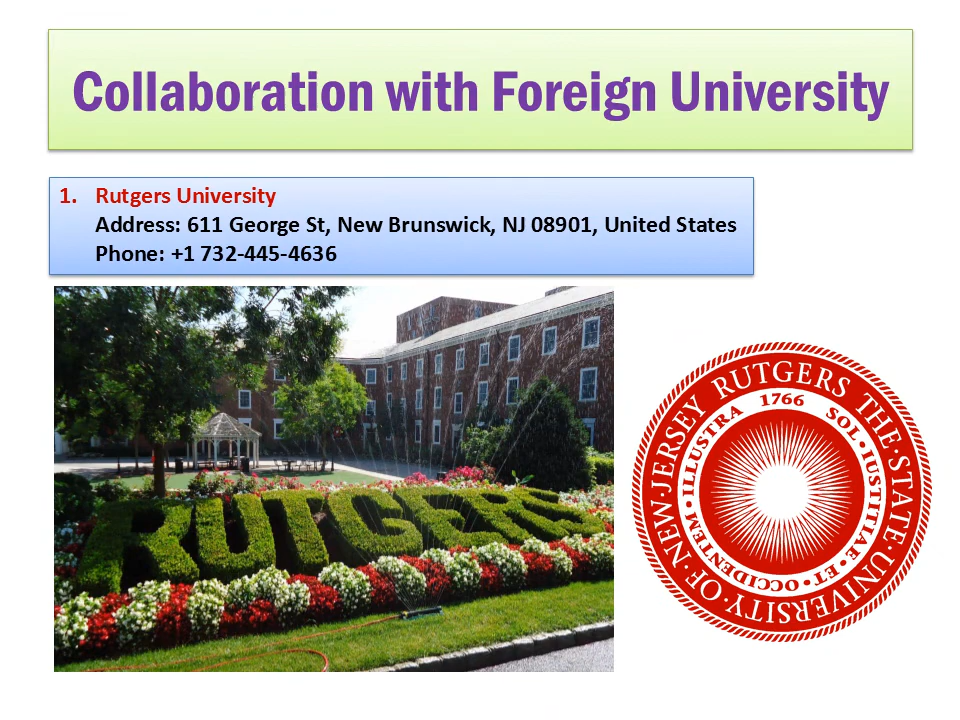 Collaboration with Foreign University
1. Rutgers University
Address: 611 George St, New Brunswick, NJ 08901, United States
Phone: +1 732-445-4636
RUTGERS
RUTGERS THE·STATE·UNIVERSITY·OF·NEW·JERSEY
1766
SOL·IUSTITIAE·ET·OCCIDENTEM·ILLUSTRA